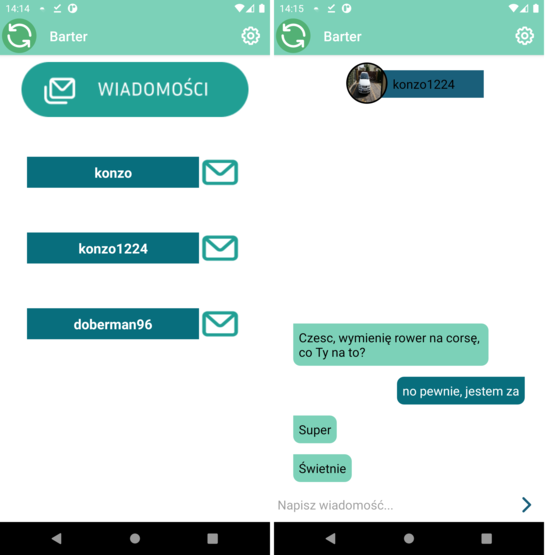 14:14
Barter
WIADOMOŚCI
konzo
konzo1224
doberman96
14:15
Barter
konzo1224
Czesc, wymienię rower na corsę,
co Ty na to?
no pewnie, jestem za
Super
Świetnie
Napisz wiadomość...